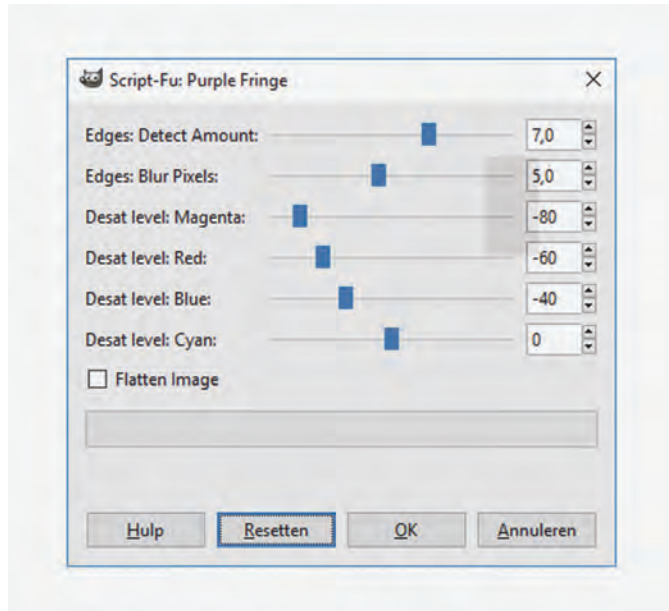 Script-Fu: Purple Fringe
Edges: Detect Amount: 7,0
Edges: Blur Pixels: 5,0
Desat level: Magenta: -80
Desat level: Red: -60
Desat level: Blue: -40
Desat level: Cyan: 0
Flatten Image
Hulp Resetten OK Annuleren